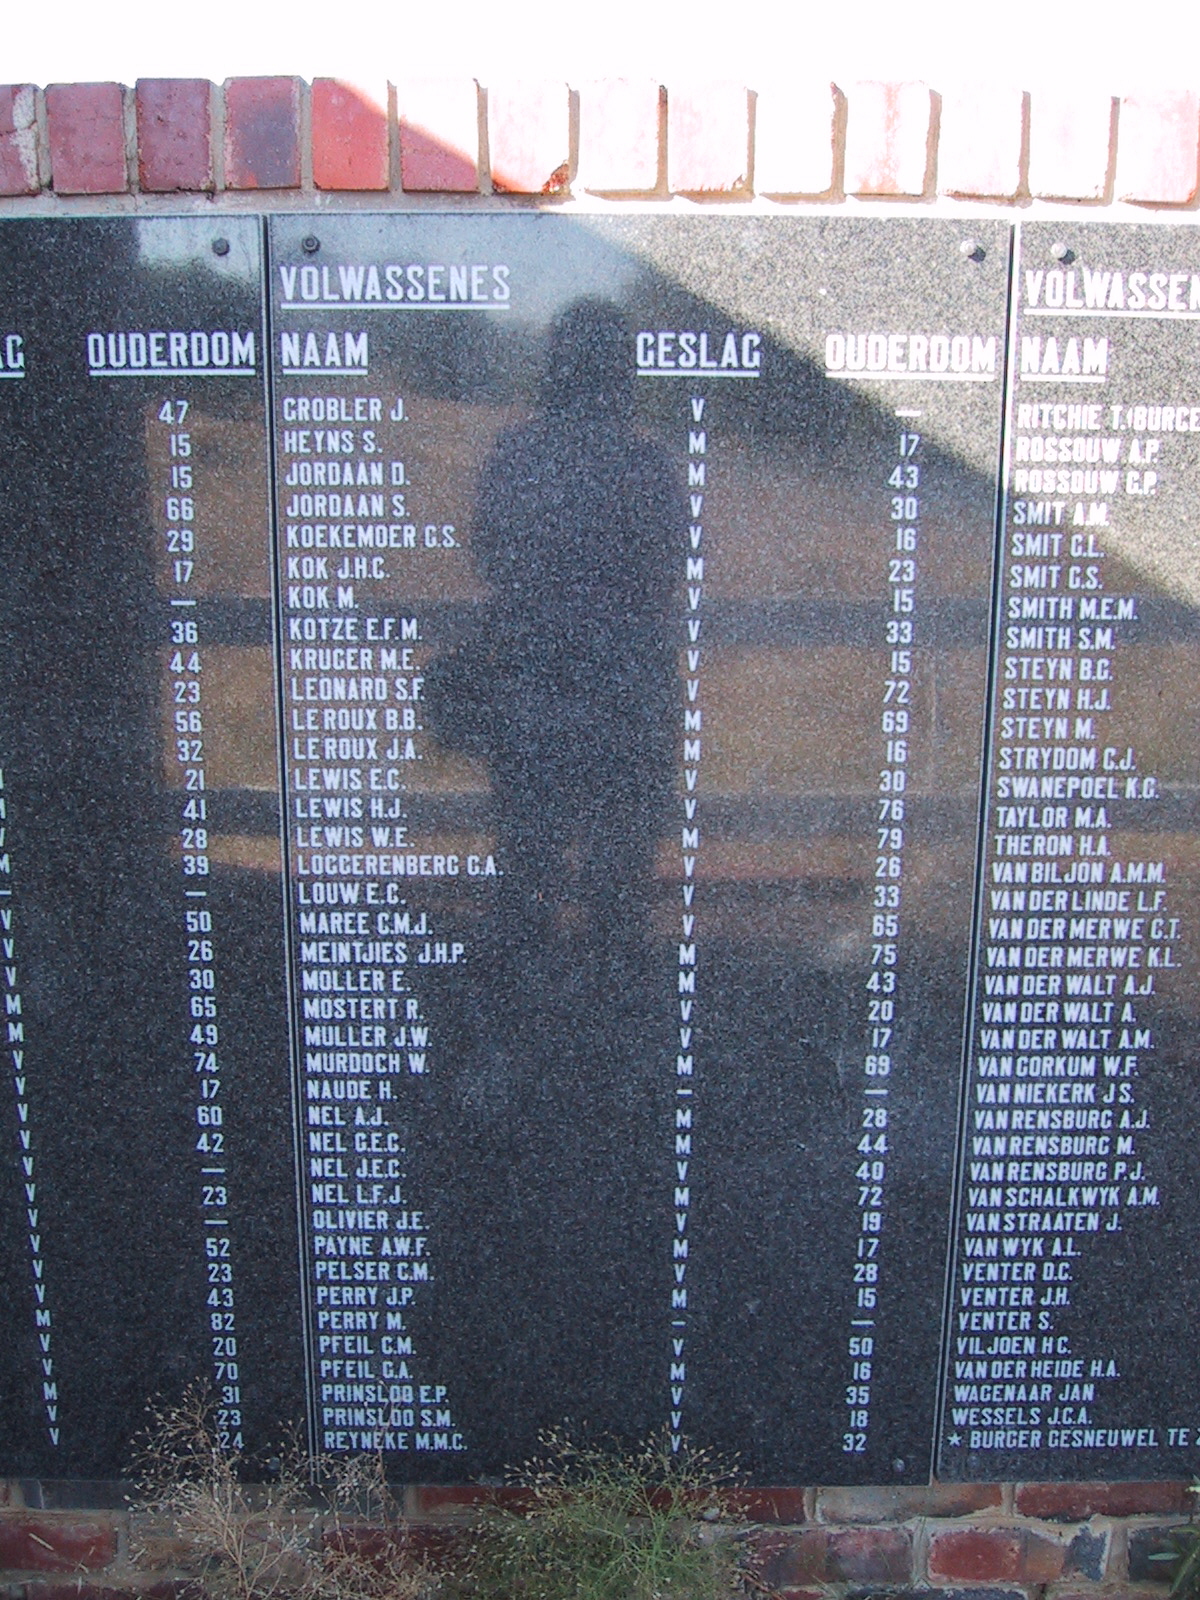 OUDERDOM
47
15
15
66
29
17
—
36
44
23
56
32
21
41
V 28
M 39
— —
V 50
V 26
V 30
M 65
M 49
V 74
V 17
V 60
V 42
V —
V 23
V —
V 52
V 23
V 43
M 82
V 20
V 70
M 31
V 23
V 24
VOLWASSENES
NAAM GESLAG OUDERDOM
GROBLER J. V —
HEYNS S. M 17
JORDAAN D. M 43
JORDAAN S. V 30
KOEKEMOER G.S. V 16
KOK J.H.C. M 23
KOK M. V 15
KOTZE E.F.M. V 33
KRUGER M.E. V 15
LEONARD S.F. V 72
LE ROUX B.B. M 69
LE ROUX J.A. M 16
LEWIS E.C. V 30
LEWIS H.J. V 76
LEWIS W.E. M 79
LOGGERENBERG G.A. V 26
LOUW E.C. V 33
MAREE C.M.J. V 65
MEINTJIES J.H.P. M 75
MOLLER E. V 43
MOSTERT R. V 20
MULLER J.W. V 17
MURDOCH W. M 69
NAUDE H. — —
NEL A.J. M 28
NEL G.E.C. M 44
NEL J.E.C. V 40
NEL L.F.J. M 72
OLIVIER J.E. V 19
PAYNE A.W.F. M 17
PELSER C.M. V 28
PERRY J.P. M 15
PERRY M. — —
PFEIL C.M. V 50
PFEIL G.A. M 16
PRINSLOO E.P. V 35
PRINSLOO S.M. V 18
REYNEKE M.M.C. V 32
VOLWASSEN
NAAM
RITCHIE T. (BURGE
ROSSOUW A.P.
ROSSOUW G.P.
SMIT A.M.
SMIT C.L.
SMIT G.S.
SMITH M.E.M.
SMITH S.M.
STEYN B.G.
STEYN H.J.
STEYN M.
STRYDOM C.J.
SWANEPOEL K.C.
TAYLOR M.A.
THERON H.A.
VAN BILJON A.M.M.
VAN DER LINDE L.F.
VAN DER MERWE C.T.
VAN DER MERWE K.L.
VAN DER WALT A.J.
VAN DER WALT A.
VAN DER WALT A.M.
VAN GORKUM W.F.
VAN NIEKERK J S.
VAN RENSBURG A.J.
VAN RENSBURG M.
VAN RENSBURG P J.
VAN SCHALKWYK A.M.
VAN STRAATEN J.
VAN WYK A.L.
VENTER D.C.
VENTER J.H.
VENTER S.
VILJOEN H C.
VAN DER HEIDE H.A.
WAGENAAR JAN
WESSELS J.C.A.
★ BURGER GESNEUWEL TE